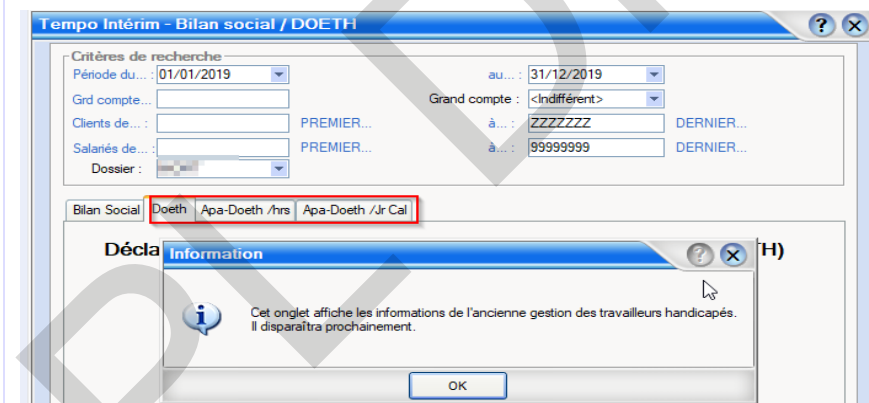 Tempo Intérim - Bilan social / DOETH
Critères de recherche
Période du... : 01/01/2019 au... : 31/12/2019
Grd compte... Grand compte : <Indifférent>
Clients de... : PREMIER... à... : ZZZZZZZ DERNIER...
Salariés de... : PREMIER... à... : 99999999 DERNIER...
Dossier :
Bilan Social Doeth Apa-Doeth /hrs Apa-Doeth /Jr Cal
Décla TH)
Information
Cet onglet affiche les informations de l'ancienne gestion des travailleurs handicapés.
Il disparaîtra prochainement.
OK